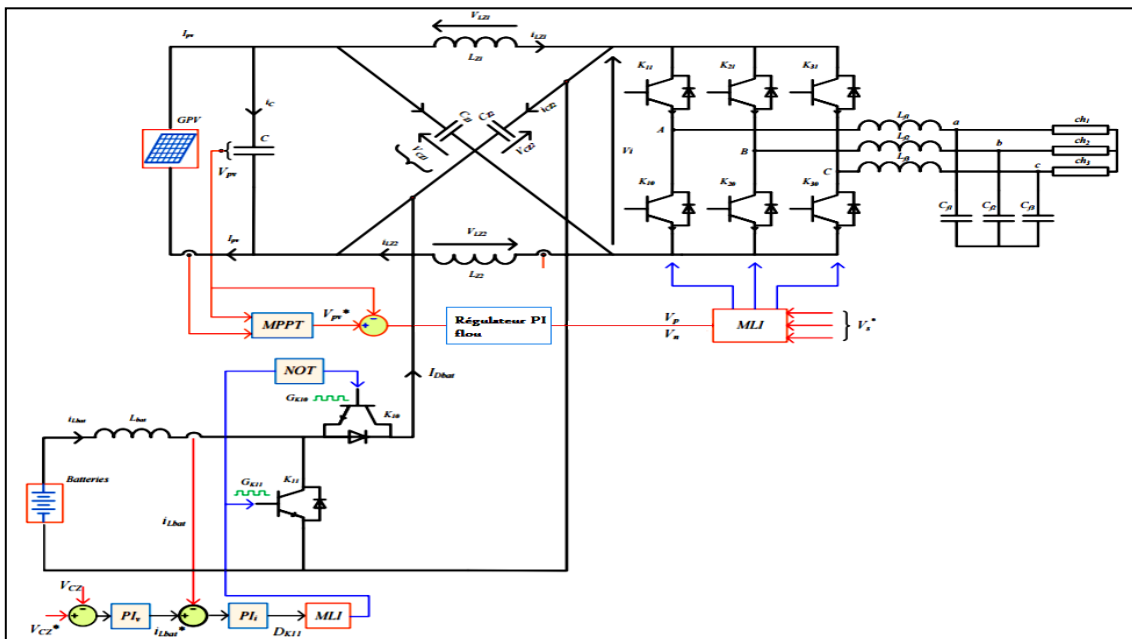 V_LZ1
I_pv
i_LZ1
L_Z1
K_11
K_21
K_31
i_C
GPV
C
V_pv
C_Z1
C_Z2
i_CZ2
V_CZ1
V_CZ2
V_i
A
B
C
L_f1
L_f2
L_f3
a
b
c
ch_1
ch_2
ch_3
K_10
K_20
K_30
C_f1
C_f2
C_f3
I_pv
i_LZ2
V_LZ2
L_Z2
MPPT
V_pv*
+
-
Régulateur PI
flou
V_p
V_n
MLI
V_s*
NOT
I_Dbat
G_K10
K_10
i_Lbat
L_bat
Batteries
G_K11
K_11
i_Lbat
V_CZ
V_CZ*
+
-
PI_v
i_Lbat*
+
-
PI_i
D_K11
MLI